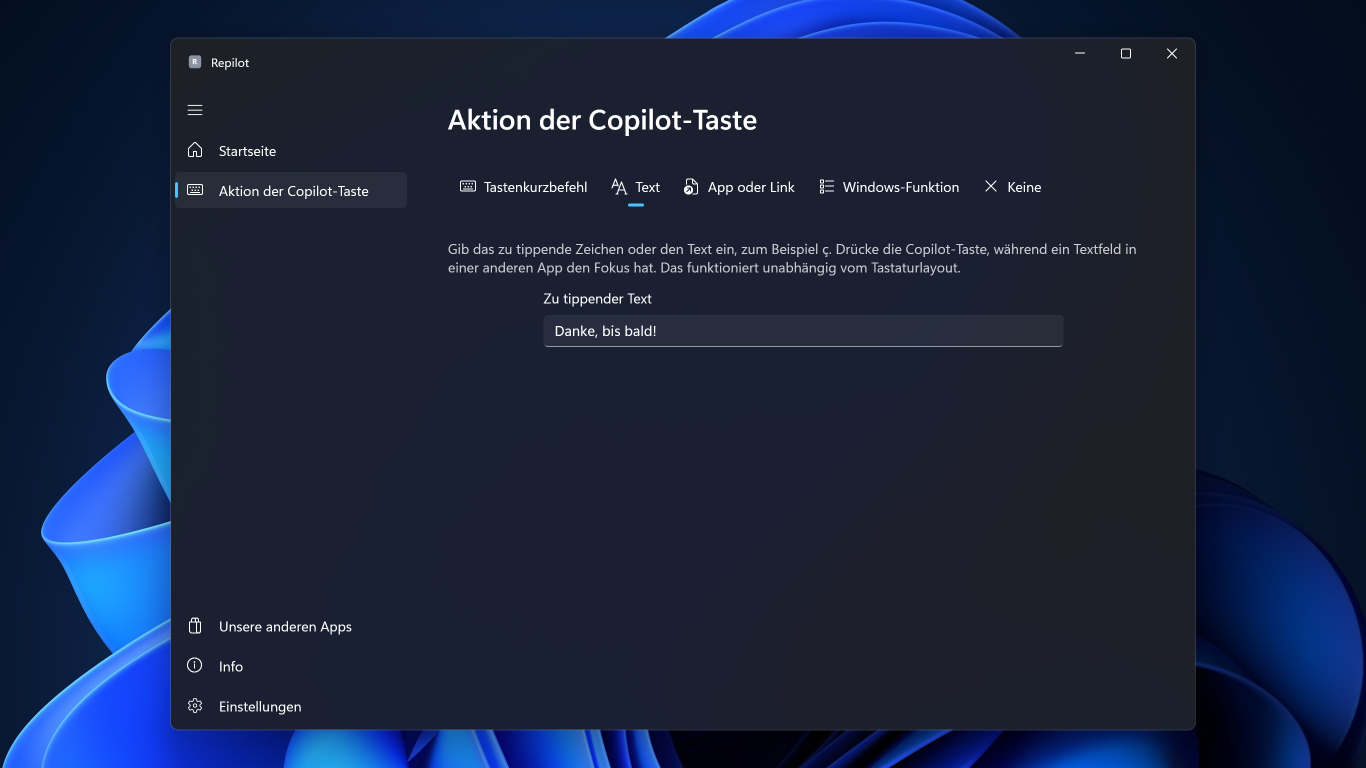 Repilot
Startseite
Aktion der Copilot-Taste
Unsere anderen Apps
Info
Einstellungen
Aktion der Copilot-Taste
Tastenkurzbefehl
Text
App oder Link
Windows-Funktion
Keine
Gib das zu tippende Zeichen oder den Text ein, zum Beispiel ç. Drücke die Copilot-Taste, während ein Textfeld in
einer anderen App den Fokus hat. Das funktioniert unabhängig vom Tastaturlayout.
Zu tippender Text
Danke, bis bald!